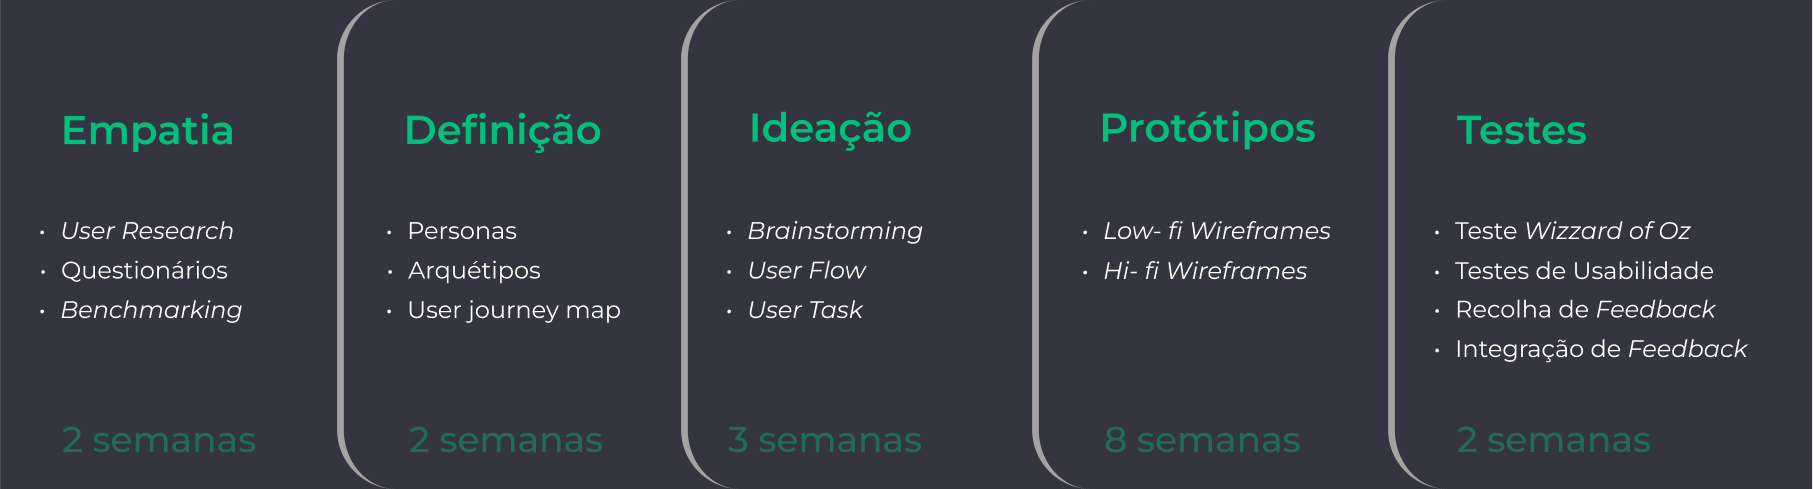 Empatia
• User Research
• Questionários
• Benchmarking
2 semanas
Definição
• Personas
• Arquétipos
• User journey map
2 semanas
Ideação
• Brainstorming
• User Flow
• User Task
3 semanas
Protótipos
• Low- fi Wireframes
• Hi- fi Wireframes
8 semanas
Testes
• Teste Wizzard of Oz
• Testes de Usabilidade
• Recolha de Feedback
• Integração de Feedback
2 semanas